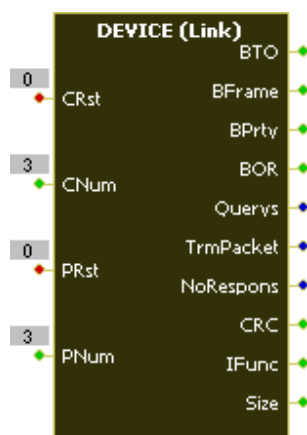 DEVICE (Link)
BTO
0
CRst
BFrame
BPrty
3
CNum
BOR
Querys
0
PRst
TrmPacket
NoRespons
3
PNum
CRC
IFunc
Size